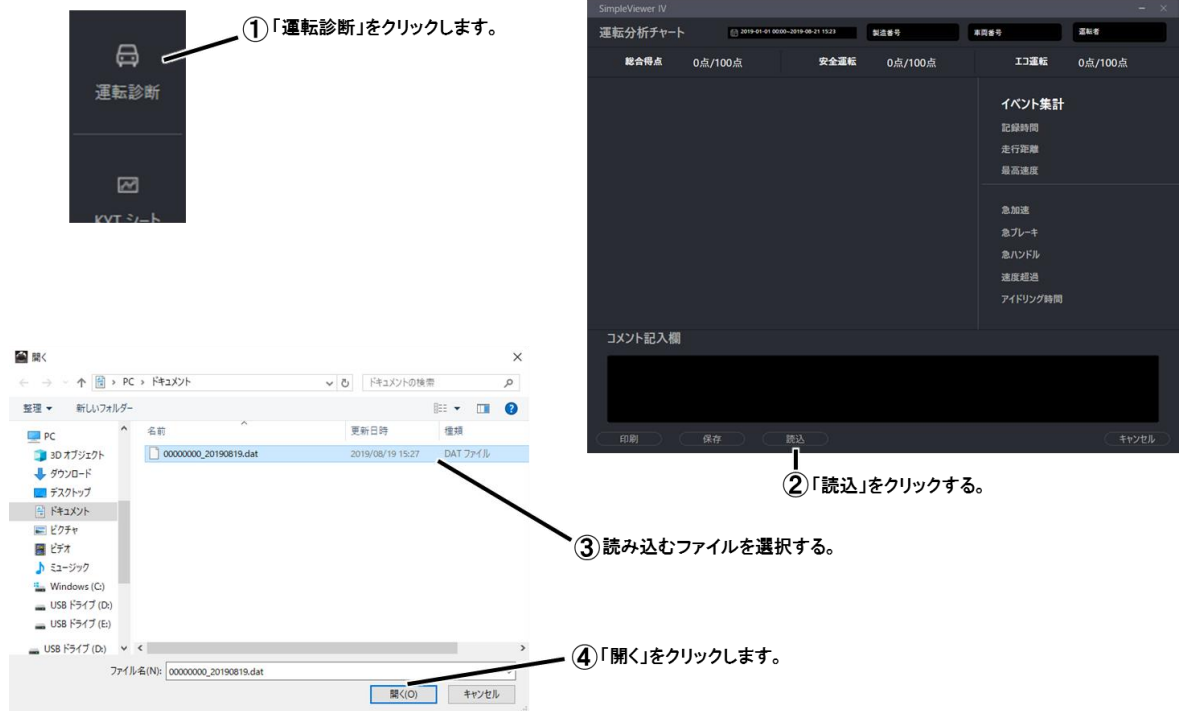 ①「運転診断」をクリックします。
運転診断
KYT シート
SimpleViewer IV
運転分析チャート 2019-01-01 00:00~2019-08-21 15:23 製造番号 車両番号 運転者
総合得点 0点/100点 安全運転 0点/100点 エコ運転 0点/100点
イベント集計
記録時間
走行距離
最高速度
急加速
急ブレーキ
急ハンドル
速度超過
アイドリング時間
コメント記入欄
印刷 保存 読込 キャンセル
②「読込」をクリックする。
開く
PC › ドキュメント ドキュメントの検索
整理 新しいフォルダー
名前 更新日時 種類
00000000_20190819.dat 2019/08/19 15:27 DAT ファイル
PC
3D オブジェクト
ダウンロード
デスクトップ
ドキュメント
ピクチャ
ビデオ
ミュージック
Windows (C:)
USB ドライブ (D:)
USB ドライブ (E:)
USB ドライブ (D:)
③読み込むファイルを選択する。
ファイル名(N): 00000000_20190819.dat
開く(O) キャンセル
④「開く」をクリックします。